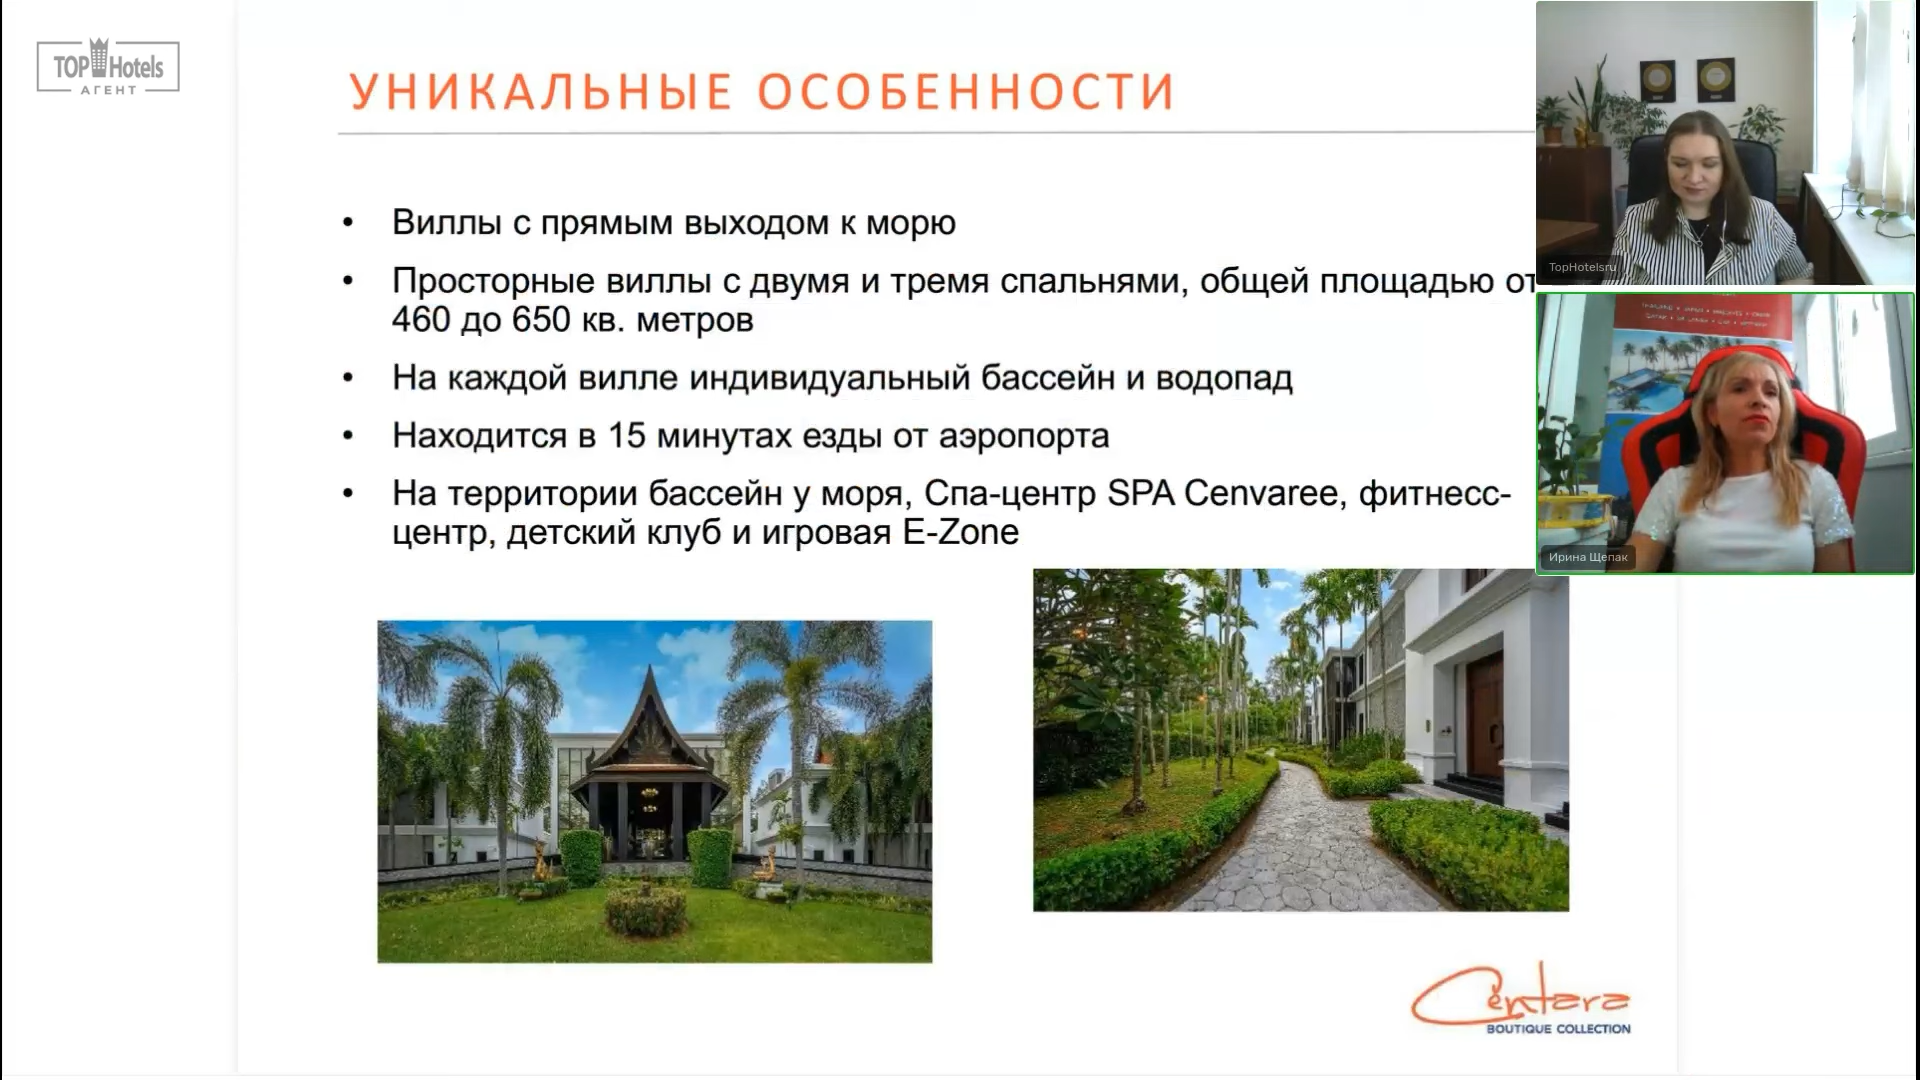 TOP Hotels
АГЕНТ
УНИКАЛЬНЫЕ ОСОБЕННОСТИ
• Виллы с прямым выходом к морю
• Просторные виллы с двумя и тремя спальнями, общей площадью от
460 до 650 кв. метров
• На каждой вилле индивидуальный бассейн и водопад
• Находится в 15 минутах езды от аэропорта
• На территории бассейн у моря, Спа-центр SPA Cenvaree, фитнесс-
центр, детский клуб и игровая E-Zone
TopHotelsru
Ирина Щепак
Centara
BOUTIQUE COLLECTION